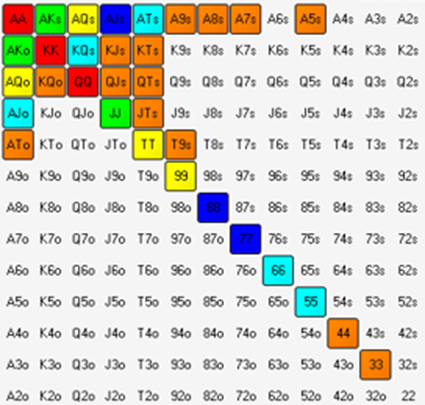 AA AKs AQs AJs ATs A9s A8s A7s A6s A5s A4s A3s A2s
AKo KK KQs KJs KTs K9s K8s K7s K6s K5s K4s K3s K2s
AQo KQo QQ QJs QTs Q9s Q8s Q7s Q6s Q5s Q4s Q3s Q2s
AJo KJo QJo JJ JTs J9s J8s J7s J6s J5s J4s J3s J2s
ATo KTo QTo JTo TT T9s T8s T7s T6s T5s T4s T3s T2s
A9o K9o Q9o J9o T9o 99 98s 97s 96s 95s 94s 93s 92s
A8o K8o Q8o J8o T8o 98o 88 87s 86s 85s 84s 83s 82s
A7o K7o Q7o J7o T7o 97o 87o 77 76s 75s 74s 73s 72s
A6o K6o Q6o J6o T6o 96o 86o 76o 66 65s 64s 63s 62s
A5o K5o Q5o J5o T5o 95o 85o 75o 65o 55 54s 53s 52s
A4o K4o Q4o J4o T4o 94o 84o 74o 64o 54o 44 43s 42s
A3o K3o Q3o J3o T3o 93o 83o 73o 63o 53o 43o 33 32s
A2o K2o Q2o J2o T2o 92o 82o 72o 62o 52o 42o 32o 22